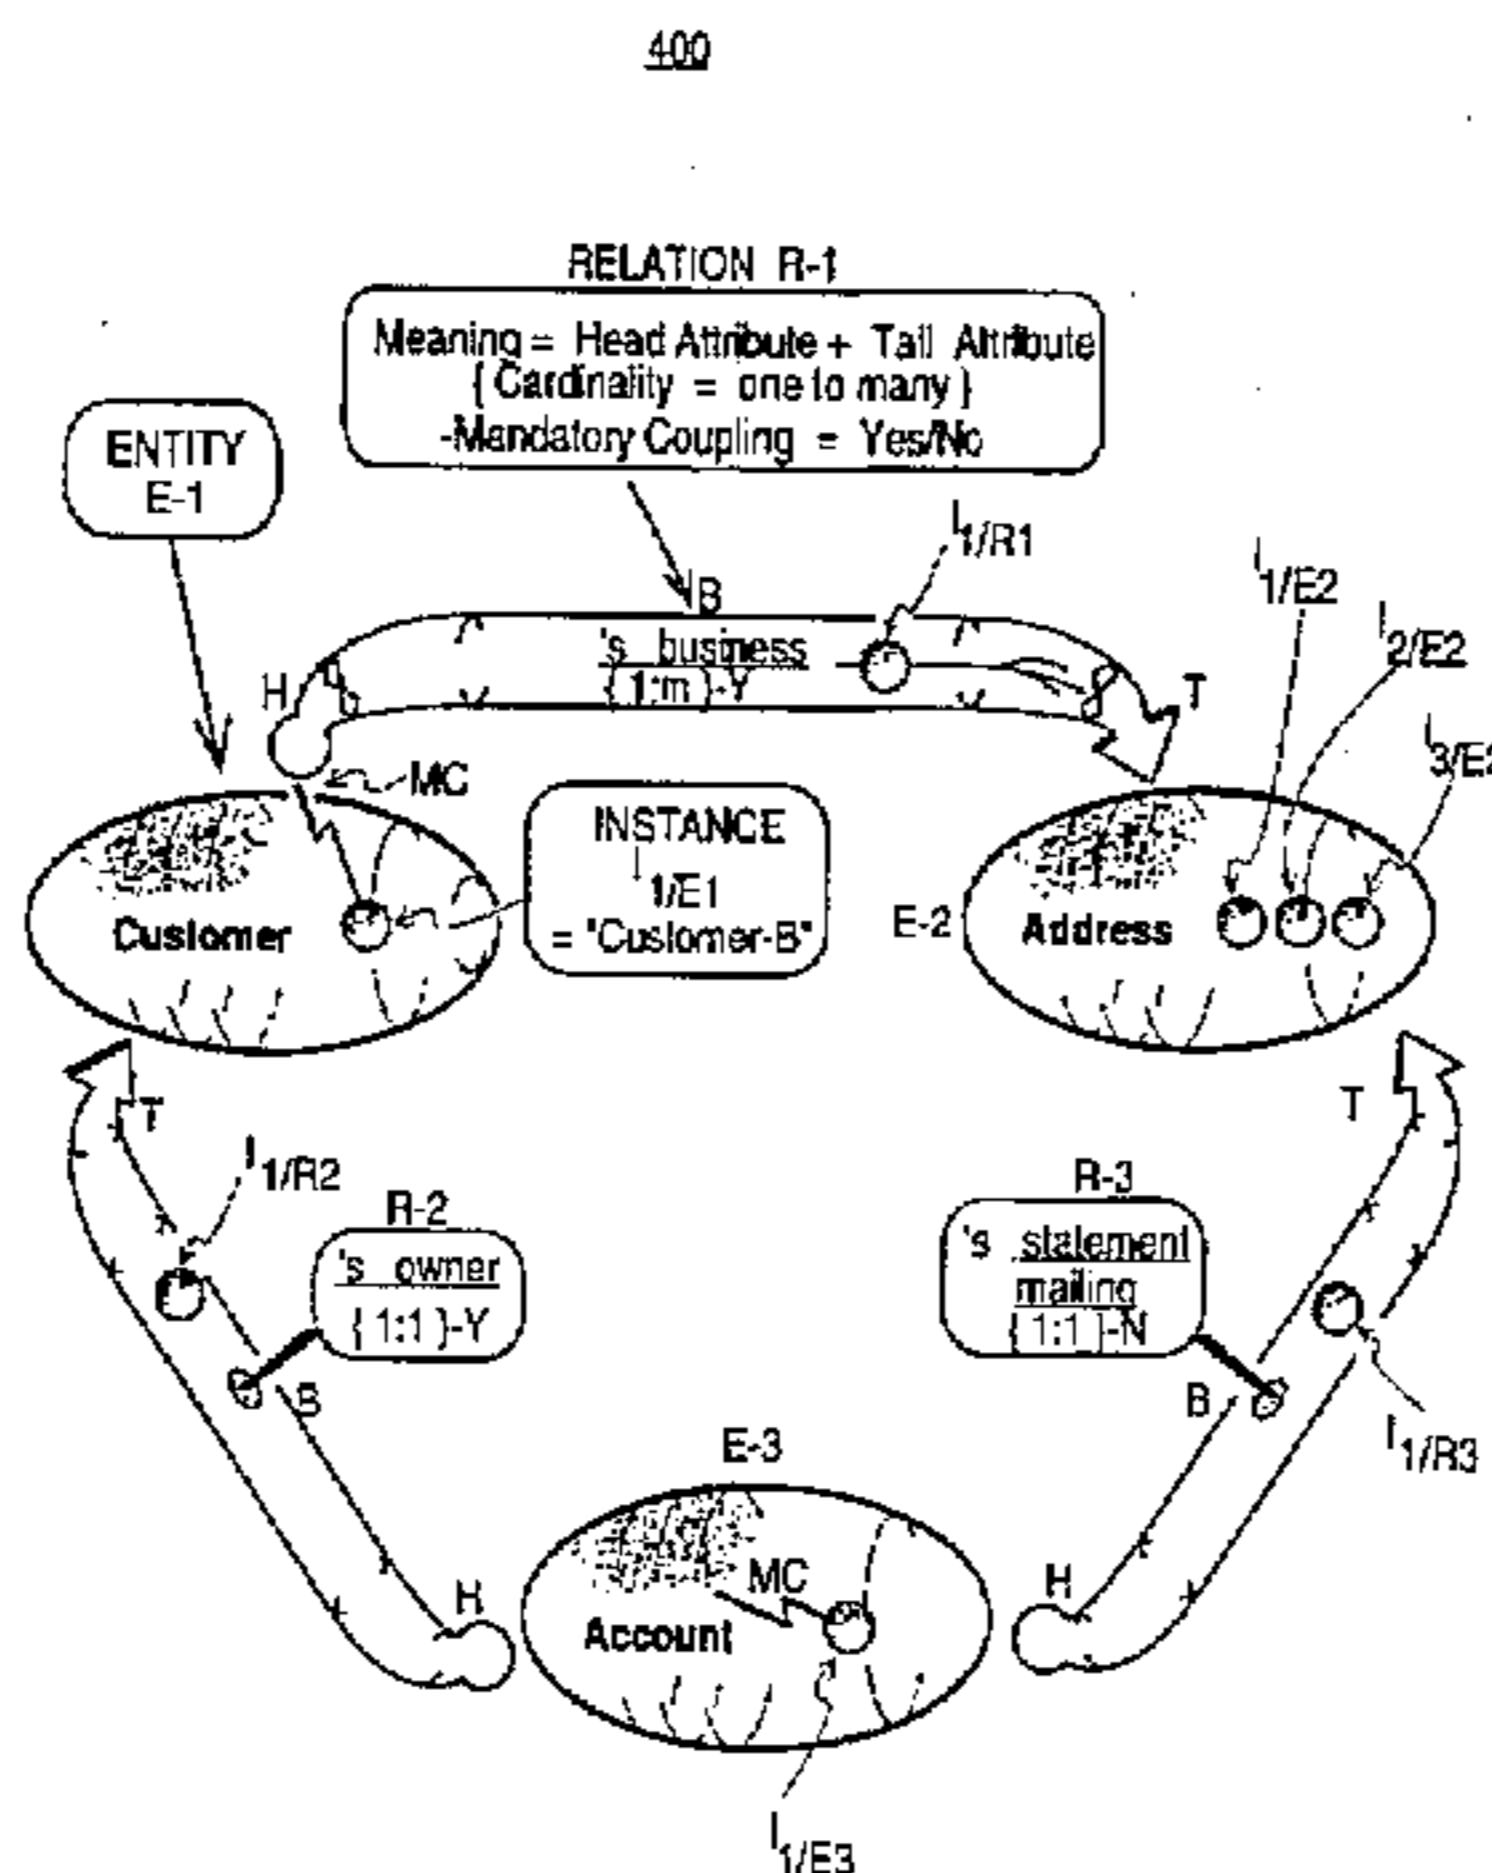 400
RELATION R-1
Meaning = Head Attribute + Tail Attribute
{ Cardinality = one to many }
-Mandatory Coupling = Yes/No
ENTITY
E-1
I1/R1
B
I1/E2
I2/E2
I3/E2
's business
{ 1:m }-Y
H
T
MC
INSTANCE
I1/E1
= "Customer-B"
Customer
E-2
Address
T
T
I1/R2
R-2
's owner
{ 1:1 }-Y
R-3
's statement
mailing
{ 1:1 }-N
B
B
I1/R3
E-3
H
MC
H
Account
I1/E3